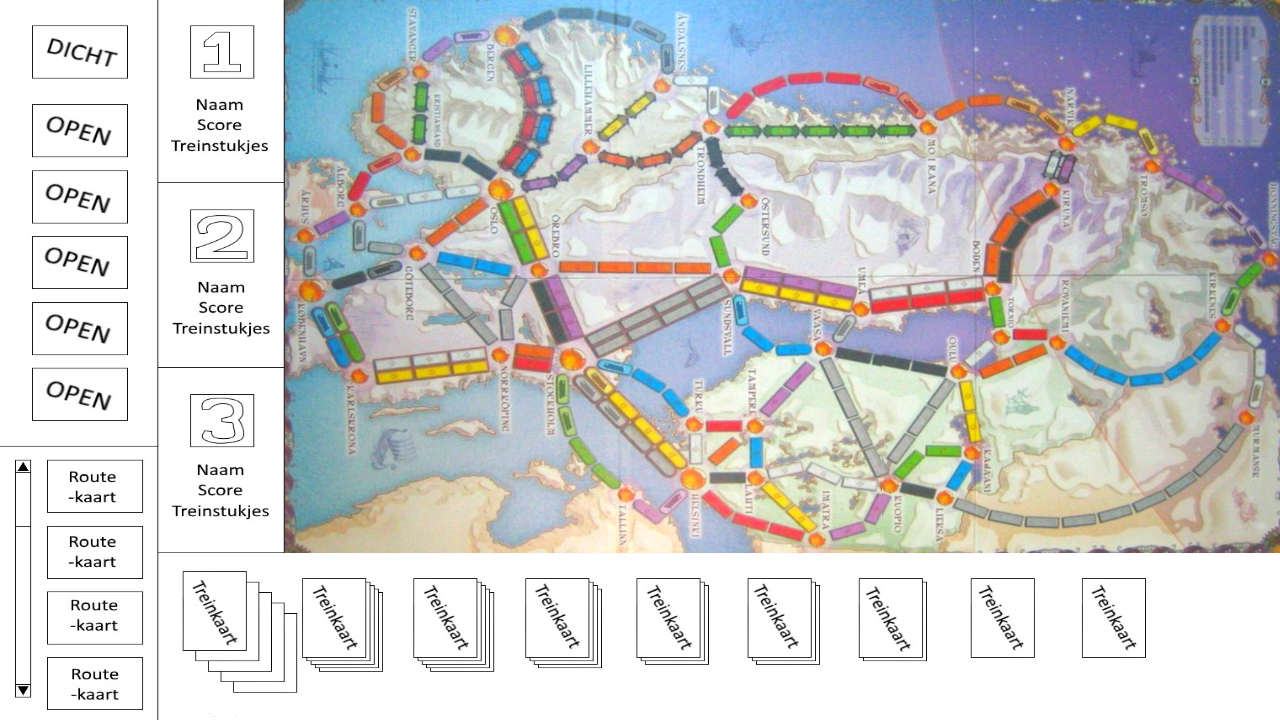 DICHT
OPEN
OPEN
OPEN
OPEN
OPEN
Route
-kaart
Route
-kaart
Route
-kaart
Route
-kaart
1
Naam
Score
Treinstukjes
2
Naam
Score
Treinstukjes
3
Naam
Score
Treinstukjes
STAVANGER
BERGEN
KRISTIANSAND
ÅNDALSNES
LILLEHAMMER
TRONDHEIM
MO I RANA
NARVIK
TROMSØ
HONNINGSVÅG
KIRKENES
MURMANSK
KIRUNA
BODEN
ROVANIEMI
TORNIO
OULU
KAJAANI
LIEKSA
KUOPIO
IMATRA
LAHTI
HELSINKI
TALLINN
TURKU
TAMPERE
VAASA
UMEÅ
SUNDSVALL
ÖSTERSUND
ÖREBRO
OSLO
ÅLBORG
ÅRHUS
GÖTEBORG
KØBENHAVN
KARLSKRONA
NORRKÖPING
STOCKHOLM
Treinkaart
Treinkaart
Treinkaart
Treinkaart
Treinkaart
Treinkaart
Treinkaart
Treinkaart
Treinkaart